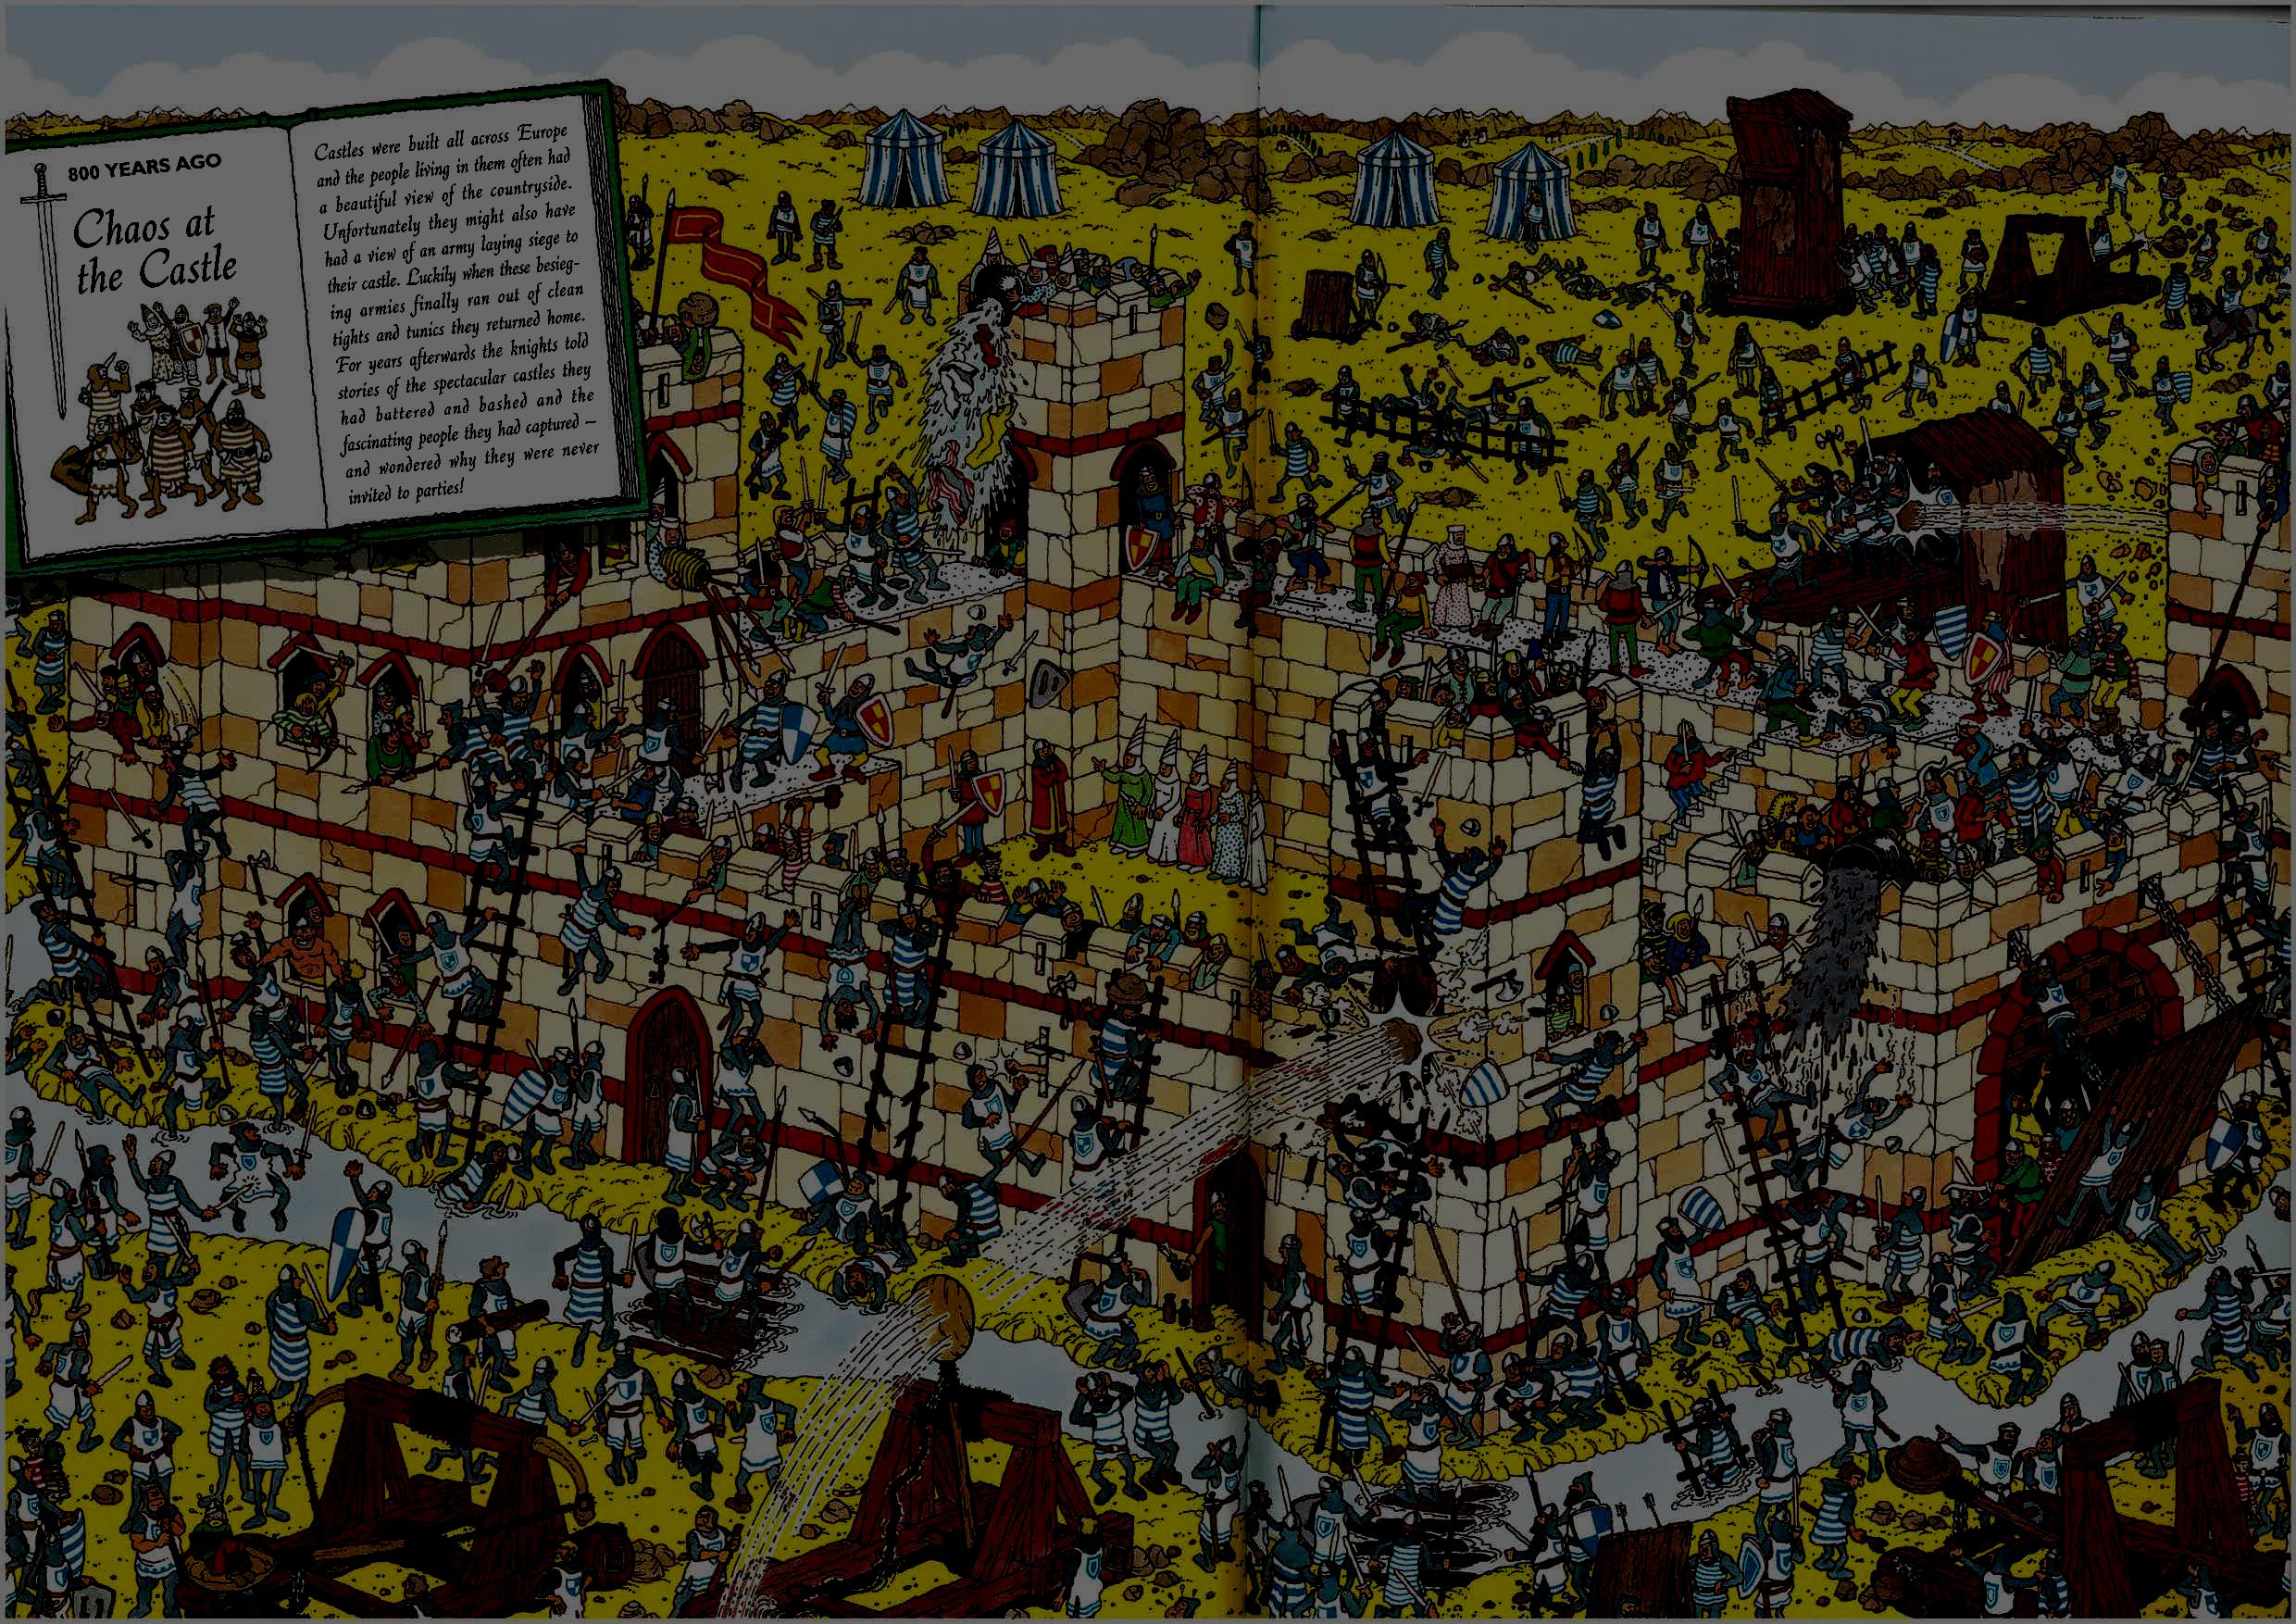 800 YEARS AGO
Chaos at
the Castle
Castles were built all across Europe
and the people living in them often had
a beautiful view of the countryside.
Unfortunately they might also have
had a view of an army laying siege to
their castle. Luckily when these besieg-
ing armies finally ran out of clean
tights and tunics they returned home.
For years afterwards the knights told
stories of the spectacular castles they
had battered and bashed and the
fascinating people they had captured –
and wondered why they were never
invited to parties!